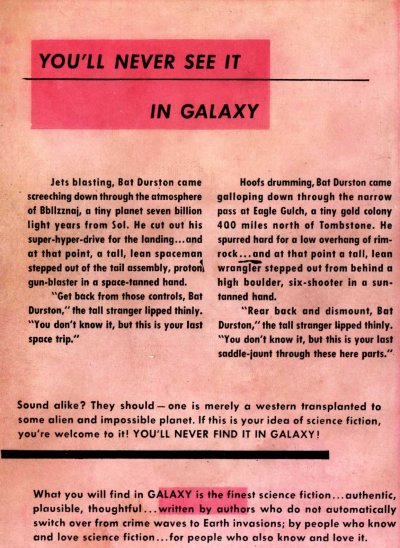 YOU'LL NEVER SEE IT
IN GALAXY
Jets blasting, Bat Durston came
screeching down through the atmosphere
of Bbllzznaj, a tiny planet seven billion
light years from Sol. He cut out his
super-hyper-drive for the landing...and
at that point, a tall, lean spaceman
stepped out of the tail assembly, proton
gun-blaster in a space-tanned hand.
"Get back from those controls, Bat
Durston," the tall stranger lipped thinly.
"You don't know it, but this is your last
space trip."
Hoofs drumming, Bat Durston came
galloping down through the narrow
pass at Eagle Gulch, a tiny gold colony
400 miles north of Tombstone. He
spurred hard for a low overhang of rim-
rock...and at that point a tall, lean
wrangler stepped out from behind a
high boulder, six-shooter in a sun-
tanned hand.
"Rear back and dismount, Bat
Durston," the tall stranger lipped thinly.
"You don't know it, but this is your last
saddle-jaunt through these here parts."
Sound alike? They should — one is merely a western transplanted to
some alien and impossible planet. If this is your idea of science fiction,
you're welcome to it! YOU'LL NEVER FIND IT IN GALAXY!
What you will find in GALAXY is the finest science fiction...authentic,
plausible, thoughtful...written by authors who do not automatically
switch over from crime waves to Earth invasions; by people who know
and love science fiction...for people who also know and love it.